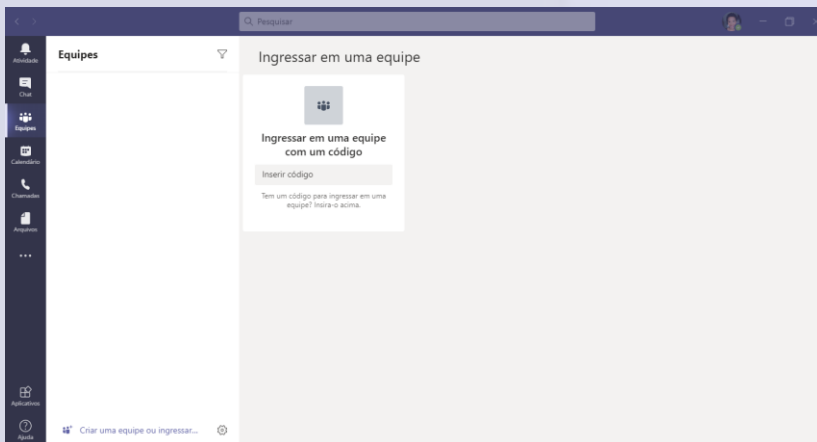 Pesquisar
Atividade
Chat
Equipes
Calendário
Chamadas
Arquivos
Aplicativos
Ajuda
Equipes
Criar uma equipe ou ingressar...
Ingressar em uma equipe
Ingressar em uma equipe
com um código
Inserir código
Tem um código para ingressar em uma
equipe? Insira-o acima.